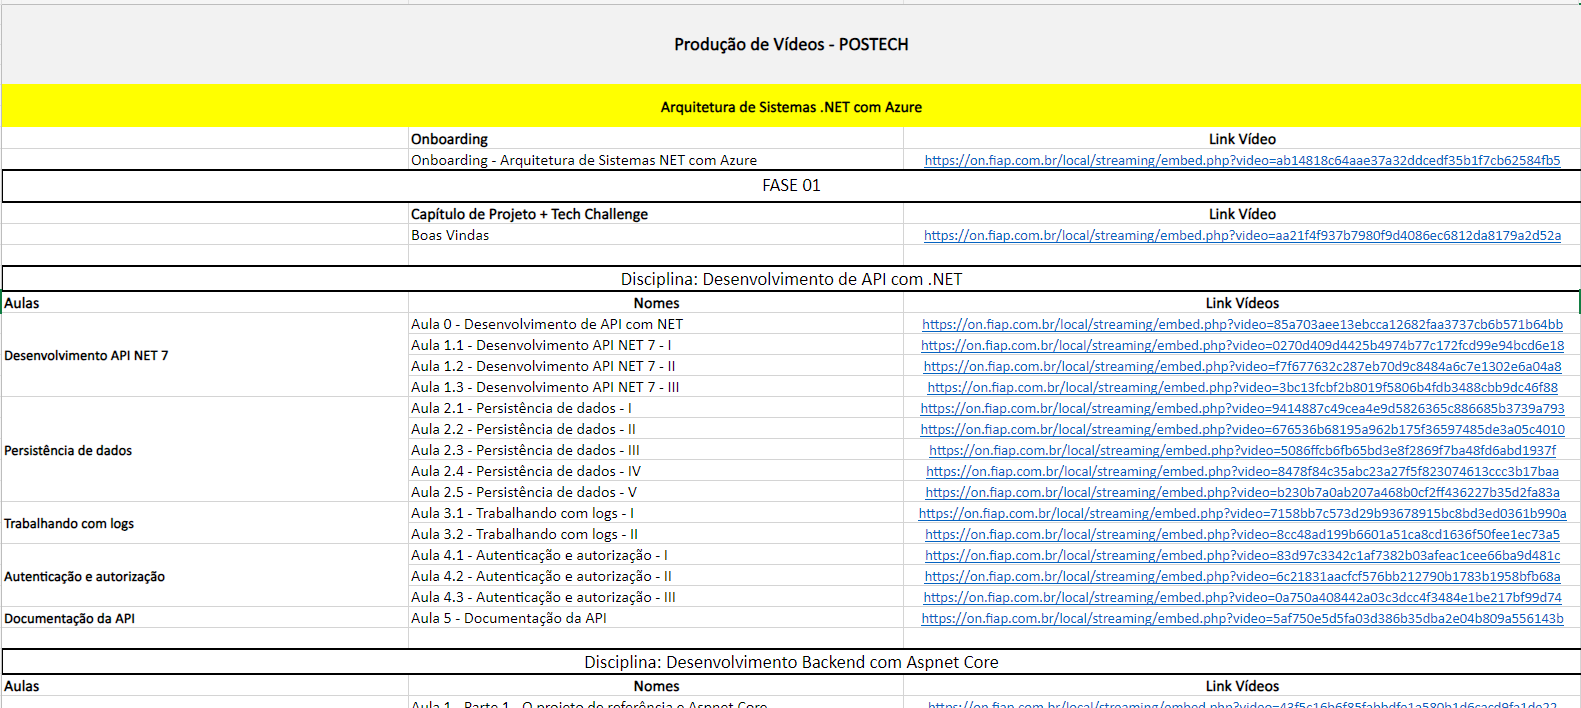 Produção de Vídeos - POSTECH
Arquitetura de Sistemas .NET com Azure
Onboarding Link Vídeo
Onboarding - Arquitetura de Sistemas NET com Azure https://on.fiap.com.br/local/streaming/embed.php?video=ab14818c64aae37a32ddcedf35b1f7cb62584fb5
FASE 01
Capítulo de Projeto + Tech Challenge Link Vídeo
Boas Vindas https://on.fiap.com.br/local/streaming/embed.php?video=aa21f4f937b7980f9d4086ec6812da8179a2d52a
Disciplina: Desenvolvimento de API com .NET
Aulas Nomes Link Vídeos
Desenvolvimento API NET 7
Aula 0 - Desenvolvimento de API com NET https://on.fiap.com.br/local/streaming/embed.php?video=85a703aee13ebcca12682faa3737cb6b571b64bb
Aula 1.1 - Desenvolvimento API NET 7 - I https://on.fiap.com.br/local/streaming/embed.php?video=0270d409d4425b4974b77c172fcd99e94bcd6e18
Aula 1.2 - Desenvolvimento API NET 7 - II https://on.fiap.com.br/local/streaming/embed.php?video=f7f677632c287eb70d9c8484a6c7e1302e6a04a8
Aula 1.3 - Desenvolvimento API NET 7 - III https://on.fiap.com.br/local/streaming/embed.php?video=3bc13fcbf2b8019f5806b4fdb3488cbb9dc46f88
Persistência de dados
Aula 2.1 - Persistência de dados - I https://on.fiap.com.br/local/streaming/embed.php?video=9414887c49cea4e9d5826365c886685b3739a793
Aula 2.2 - Persistência de dados - II https://on.fiap.com.br/local/streaming/embed.php?video=676536b68195a962b175f36597485de3a05c4010
Aula 2.3 - Persistência de dados - III https://on.fiap.com.br/local/streaming/embed.php?video=5086ffcb6fb65bd3e8f2869f7ba48fd6abd1937f
Aula 2.4 - Persistência de dados - IV https://on.fiap.com.br/local/streaming/embed.php?video=8478f84c35abc23a27f5f823074613ccc3b17baa
Aula 2.5 - Persistência de dados - V https://on.fiap.com.br/local/streaming/embed.php?video=b230b7a0ab207a468b0cf2ff436227b35d2fa83a
Trabalhando com logs
Aula 3.1 - Trabalhando com logs - I https://on.fiap.com.br/local/streaming/embed.php?video=7158bb7c573d29b93678915bc8bd3ed0361b990a
Aula 3.2 - Trabalhando com logs - II https://on.fiap.com.br/local/streaming/embed.php?video=8cc48ad199b6601a51ca8cd1636f50fee1ec73a5
Autenticação e autorização
Aula 4.1 - Autenticação e autorização - I https://on.fiap.com.br/local/streaming/embed.php?video=83d97c3342c1af7382b03afeac1cee66ba9d481c
Aula 4.2 - Autenticação e autorização - II https://on.fiap.com.br/local/streaming/embed.php?video=6c21831aacfcf576bb212790b1783b1958bfb68a
Aula 4.3 - Autenticação e autorização - III https://on.fiap.com.br/local/streaming/embed.php?video=0a750a408442a03c3dcc4f3484e1be217bf99d74
Documentação da API Aula 5 - Documentação da API https://on.fiap.com.br/local/streaming/embed.php?video=5af750e5d5fa03d386b35dba2e04b809a556143b
Disciplina: Desenvolvimento Backend com Aspnet Core
Aulas Nomes Link Vídeos
Aula 1 - Parte 1 - O projeto de referência e Aspnet Core